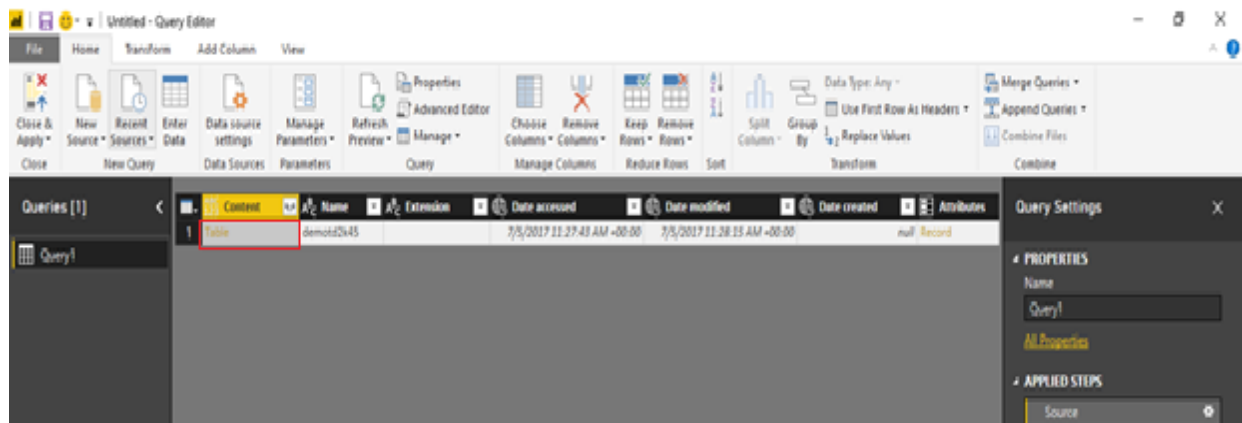 Untitled - Query Editor
File Home Transform Add Column View
Close & Apply
New Source
Recent Sources
Enter Data
Data source settings
Manage Parameters
Refresh Preview
Properties
Advanced Editor
Manage
Choose Columns
Remove Columns
Keep Rows
Remove Rows
Split Column
Group By
Data Type: Any
Use First Row As Headers
Replace Values
Merge Queries
Append Queries
Combine Files
Close New Query Data Sources Parameters Query Manage Columns Reduce Rows Sort Transform Combine
Queries [1]
Query1
Content Name Extension Date accessed Date modified Date created Attributes
1 Table demotd2k45 7/5/2017 11:27:43 AM +00:00 7/5/2017 11:28:15 AM +00:00 null Record
Query Settings
PROPERTIES
Name
Query1
All Properties
APPLIED STEPS
Source